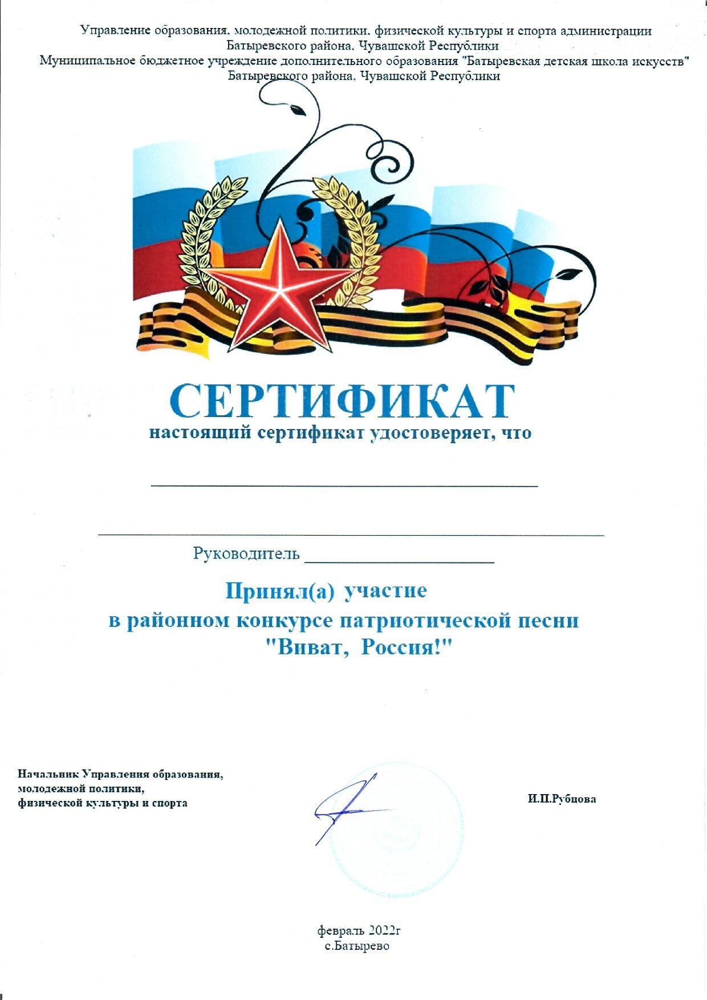 Управление образования, молодежной политики, физической культуры и спорта администрации
Батыревского района, Чувашской Республики
Муниципальное бюджетное учреждение дополнительного образования "Батыревская детская школа искусств"
Батыревского района, Чувашской Республики
СЕРТИФИКАТ
настоящий сертификат удостоверяет, что
Руководитель
Принял(а) участие
в районном конкурсе патриотической песни
"Виват, Россия!"
Начальник Управления образования,
молодежной политики,
физической культуры и спорта
И.П.Рубцова
февраль 2022г
с.Батырево